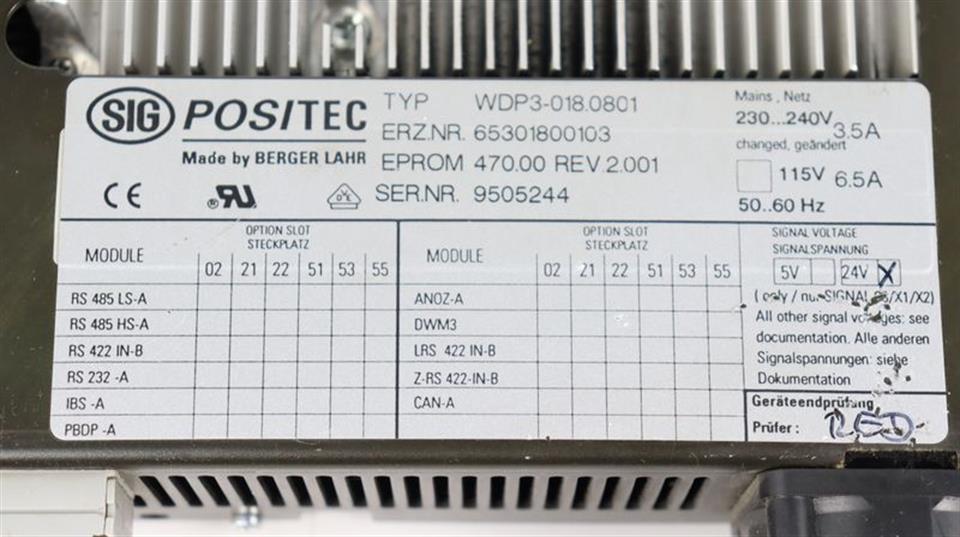 SIG POSITEC
Made by BERGER LAHR
CE
TYP WDP3-018.0801
ERZ.NR. 65301800103
EPROM 470.00 REV.2.001
SER.NR. 9505244
Mains, Netz
230...240V 3.5A
changed, geändert
115V 6.5A
50..60 Hz
MODULE
OPTION SLOT
STECKPLATZ
02 21 22 51 53 55
RS 485 LS-A
RS 485 HS-A
RS 422 IN-B
RS 232 -A
IBS -A
PBDP -A
MODULE
OPTION SLOT
STECKPLATZ
02 21 22 51 53 55
ANOZ-A
DWM3
LRS 422 IN-B
Z-RS 422-IN-B
CAN-A
SIGNAL VOLTAGE
SIGNALSPANNUNG
5V 24V X
(only / nur SIGNAL /X1/X2)
All other signal voltages: see
documentation. Alle anderen
Signalspannungen: siehe
Dokumentation
Geräteendprüfung
Prüfer: